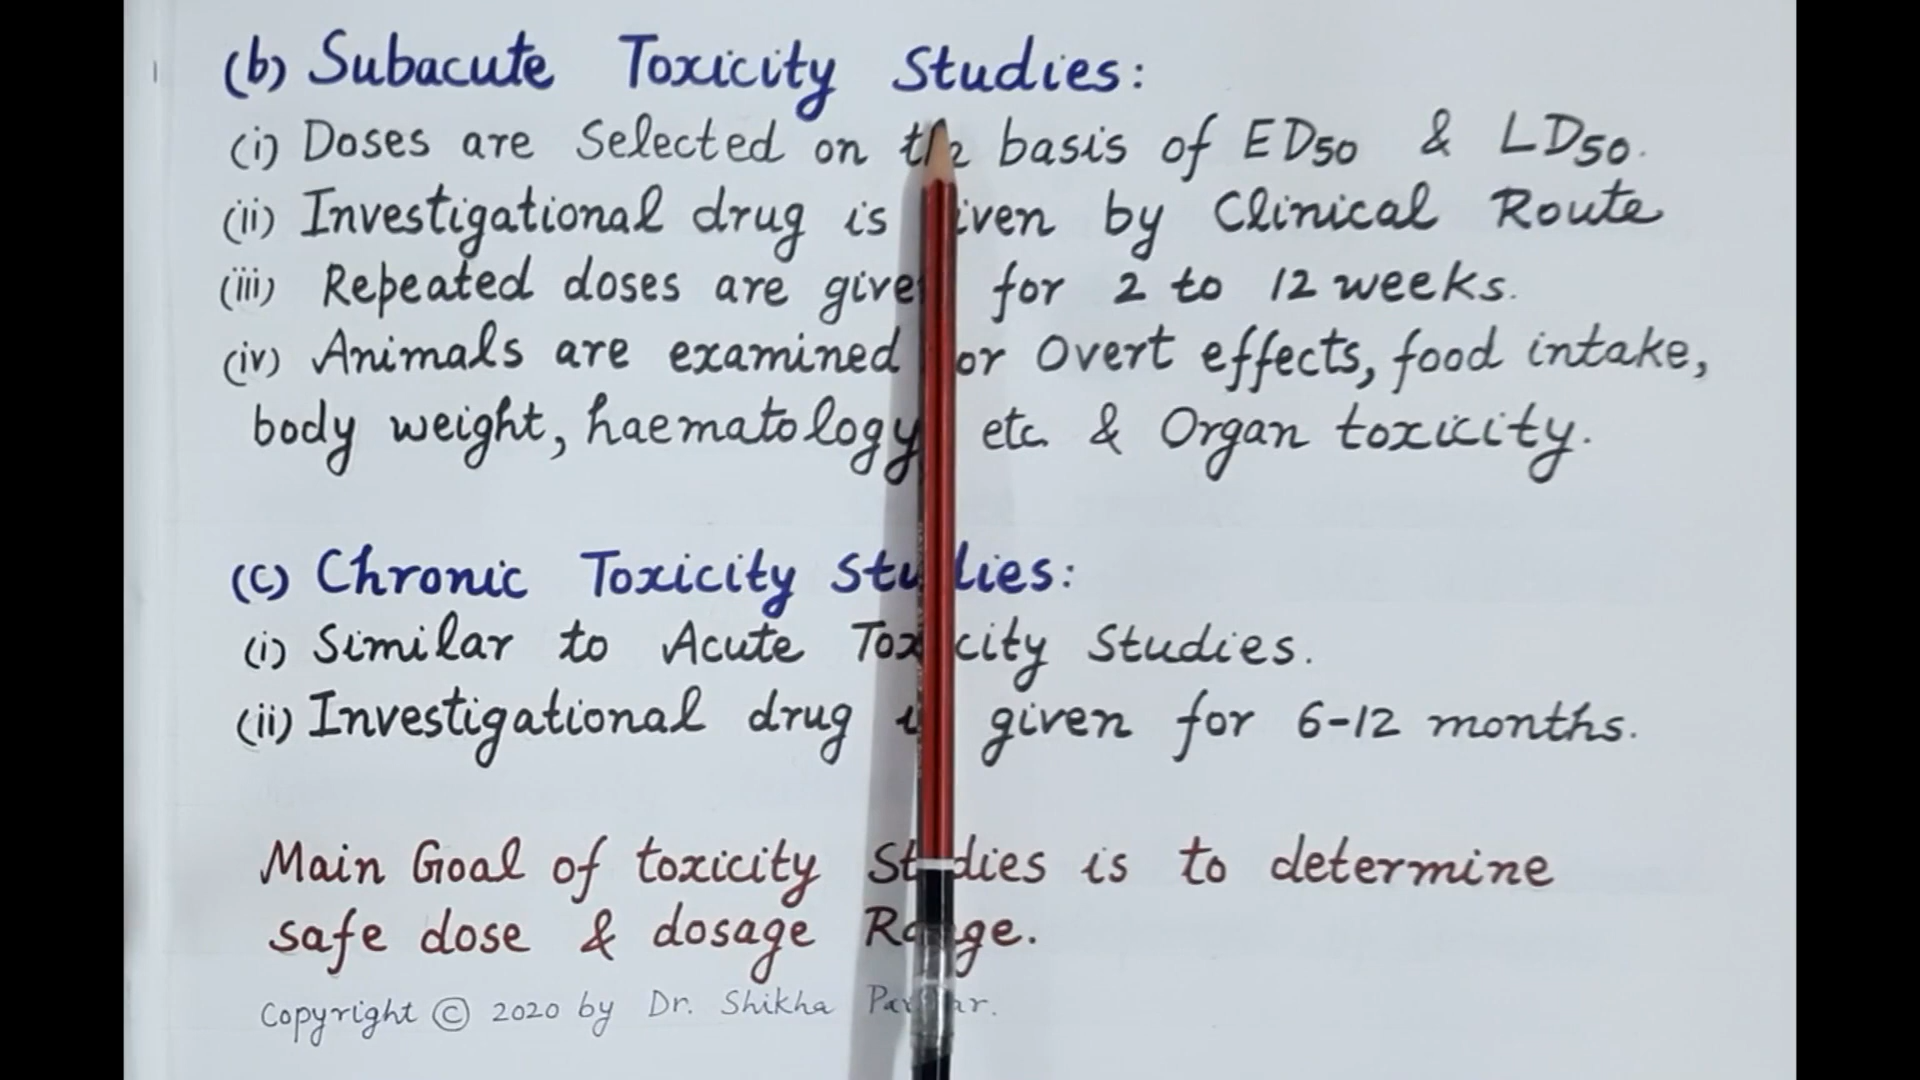 (b) Subacute Toxicity Studies:
(i) Doses are Selected on the basis of ED50 & LD50.
(ii) Investigational drug is given by Clinical Route
(iii) Repeated doses are given for 2 to 12 weeks.
(iv) Animals are examined for Overt effects, food intake,
body weight, haematology etc & Organ toxicity.
(c) Chronic Toxicity Studies:
(i) Similar to Acute Toxicity Studies.
(ii) Investigational drug is given for 6-12 months.
Main Goal of toxicity Studies is to determine
safe dose & dosage Range.
Copyright © 2020 by Dr. Shikha